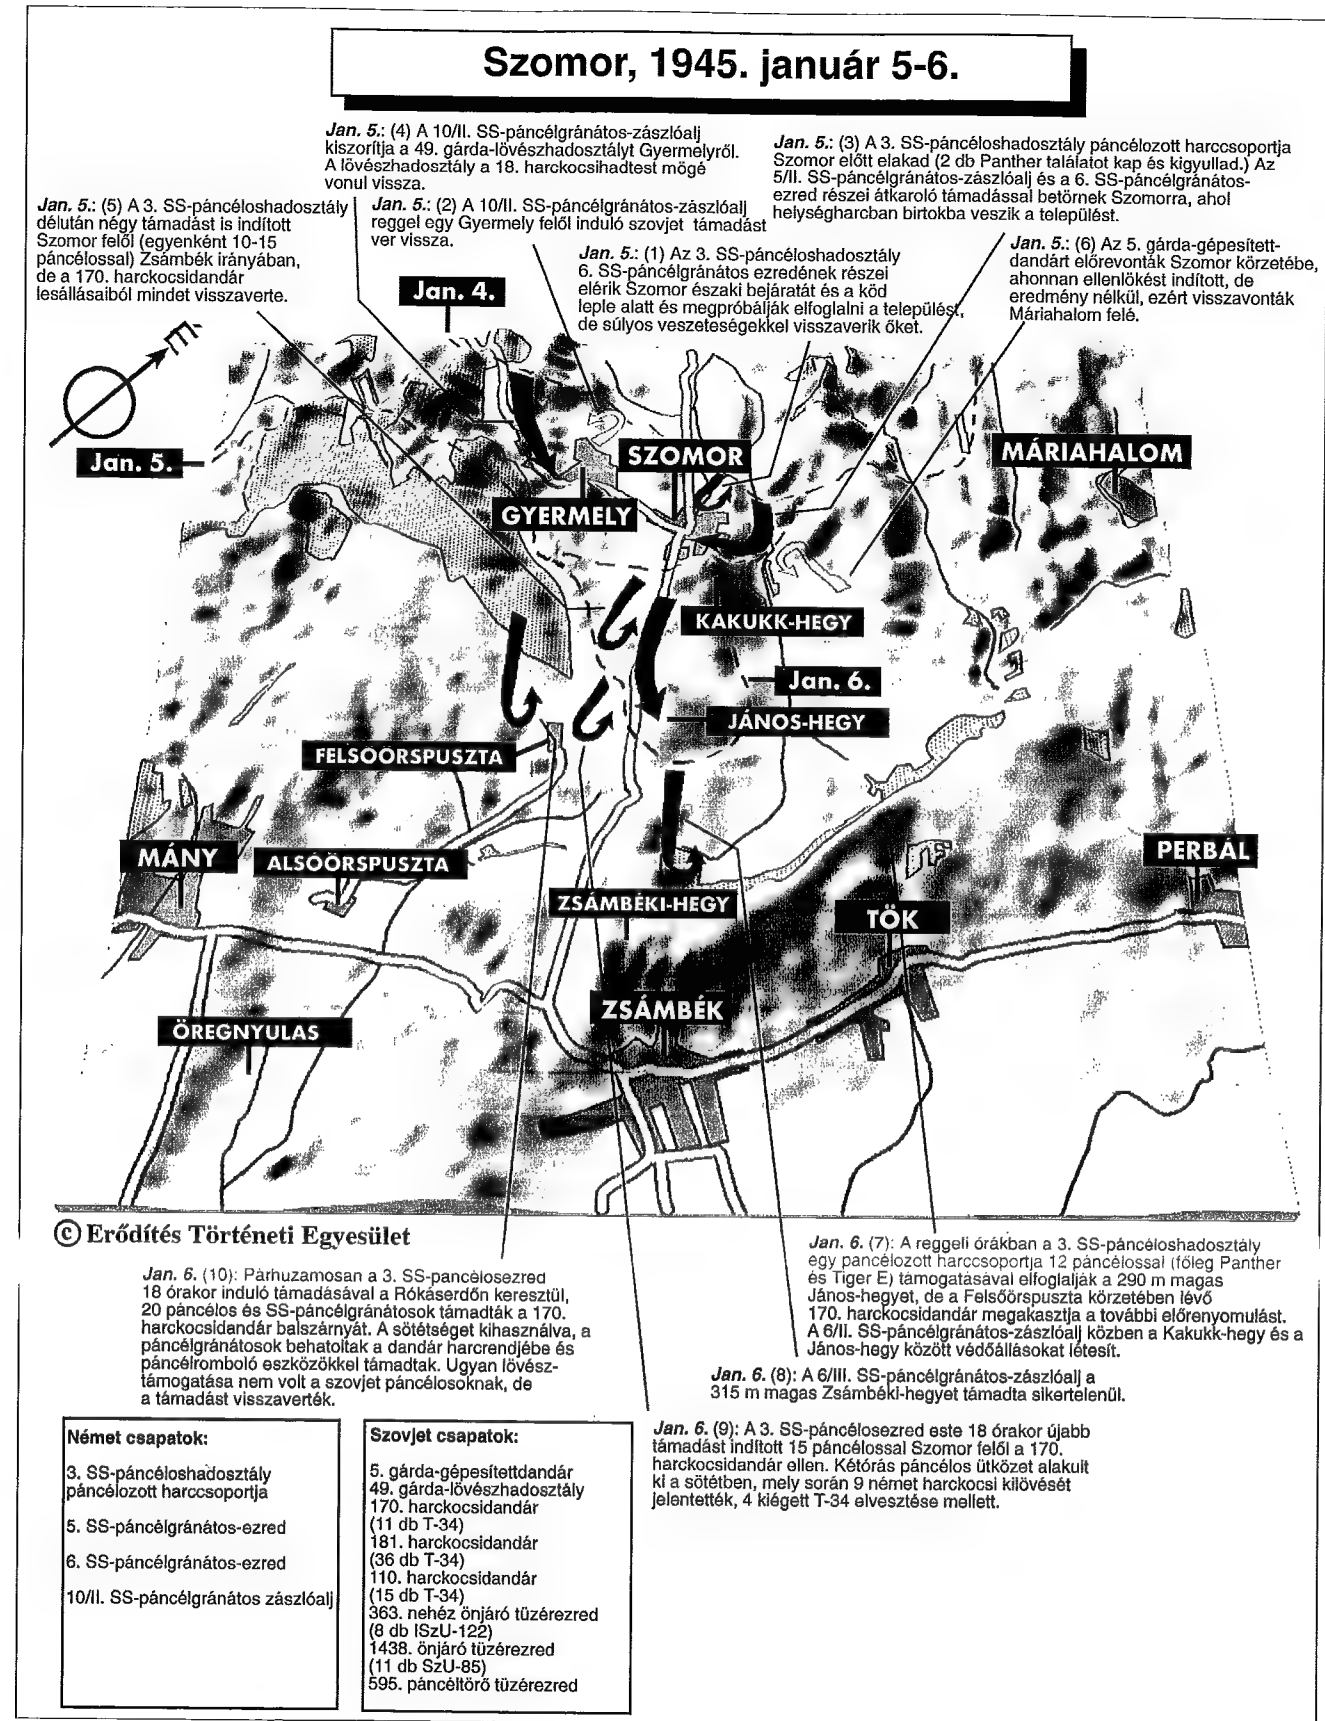 Szomor, 1945. január 5-6.
Jan. 5.: (4) A 10/II. SS-páncélgránátos-zászlóalj
kiszorítja a 49. gárda-lövészhadosztályt Gyermelyről.
A lövészhadosztály a 18. harckocsihadtest mögé
vonul vissza.
Jan. 5.: (3) A 3. SS-páncéloshadosztály páncélozott harccsoportja
Szomor előtt elakad (2 db Panther találatot kap és kigyullad.) Az
5/II. SS-páncélgránátos-zászlóalj és a 6. SS-páncélgránátos-
ezred részei átkaroló támadással betörnek Szomorra, ahol
helységharcban birtokba veszik a települést.
Jan. 5.: (5) A 3. SS-páncéloshadosztály
délután négy támadást is indított
Szomor felől (egyenként 10-15
páncélossal) Zsámbék irányában,
de a 170. harckocsidandár
lesállásaiból mindet visszaverte.
Jan. 5.: (2) A 10/II. SS-páncélgránátos-zászlóalj
reggel egy Gyermely felől induló szovjet támadást
ver vissza.
Jan. 5.: (1) Az 3. SS-páncéloshadosztály
6. SS-páncélgránátos ezredének részei
elérik Szomor északi bejáratát és a köd
leple alatt és megpróbálják elfoglalni a települést,
de súlyos veszeteségekkel visszaverik őket.
Jan. 5.: (6) Az 5. gárda-gépesített-
dandárt előrevonták Szomor körzetébe,
ahonnan ellenlökést indított, de
eredmény nélkül, ezért visszavonták
Máriahalom felé.
Jan. 4.
É
Jan. 5.
SZOMOR
MÁRIAHALOM
GYERMELY
KAKUKK-HEGY
Jan. 6.
JÁNOS-HEGY
FELSŐÖRSPUSZTA
MÁNY
ALSÓÖRSPUSZTA
PERBÁL
ZSÁMBÉKI-HEGY
TÖK
ZSÁMBÉK
ÖREGNYULAS
© Erődítés Történeti Egyesület
Jan. 6. (10): Párhuzamosan a 3. SS-pancélosezred
18 órakor induló támadásával a Rókáserdőn keresztül,
20 páncélos és SS-páncélgránátosok támadták a 170.
harckocsidandár balszárnyát. A sötétséget kihasználva, a
páncélgránátosok behatoltak a dandár harcrendjébe és
páncélromboló eszközökkel támadtak. Ugyan lövész-
támogatása nem volt a szovjet páncélosoknak, de
a támadást visszaverték.
Jan. 6. (7): A reggeli órákban a 3. SS-páncéloshadosztály
egy pancélozott harccsoportja 12 páncélossal (főleg Panther
és Tiger E) támogatásával elfoglalják a 290 m magas
János-hegyet, de a Felsőörspuszta körzetében lévő
170. harckocsidandár megakasztja a további előrenyomulást.
A 6/II. SS-páncélgránátos-zászlóalj közben a Kakukk-hegy és a
János-hegy között védőállásokat létesít.
Jan. 6. (8): A 6/III. SS-páncélgránátos-zászlóalj a
315 m magas Zsámbéki-hegyet támadta sikertelenül.
Jan. 6. (9): A 3. SS-páncélosezred este 18 órakor újabb
támadást indított 15 páncélossal Szomor felől a 170.
harckocsidandár ellen. Kétórás páncélos ütközet alakult
ki a sötétben, mely során 9 német harckocsi kilövését
jelentették, 4 kiégett T-34 elvesztése mellett.
Német csapatok:
3. SS-páncéloshadosztály
páncélozott harccsoportja
5. SS-páncélgránátos-ezred
6. SS-páncélgránátos-ezred
10/II. SS-páncélgránátos zászlóalj
Szovjet csapatok:
5. gárda-gépesítettdandár
49. gárda-lövészhadosztály
170. harckocsidandár
(11 db T-34)
181. harckocsidandár
(36 db T-34)
110. harckocsidandár
(15 db T-34)
363. nehéz önjáró tüzérezred
(8 db ISzU-122)
1438. önjáró tüzérezred
(11 db SzU-85)
595. páncéltörő tüzérezred